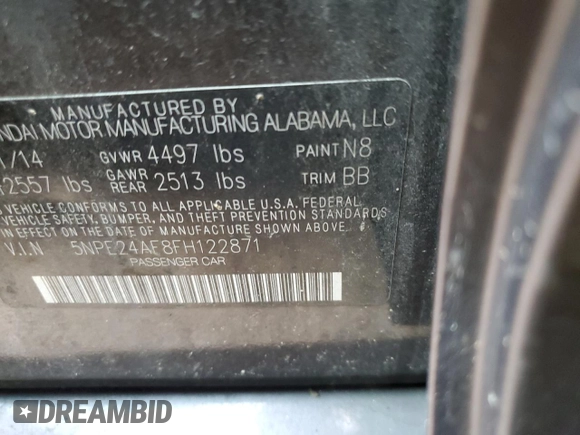 MANUFACTURED BY
NDAI MOTOR MANUFACTURING ALABAMA, LLC
/14 GVWR 4497 lbs PAINT N8
2557 lbs GAWR REAR 2513 lbs TRIM BB
VEHICLE CONFORMS TO ALL APPLICABLE U.S.A. FEDERAL
VEHICLE SAFETY, BUMPER, AND THEFT PREVENTION STANDARDS
IN EFFECT ON THE DATE OF MANUFACTURE SHOWN ABOVE.
V.I.N 5NPE24AF8FH122871
PASSENGER CAR
DREAMBID